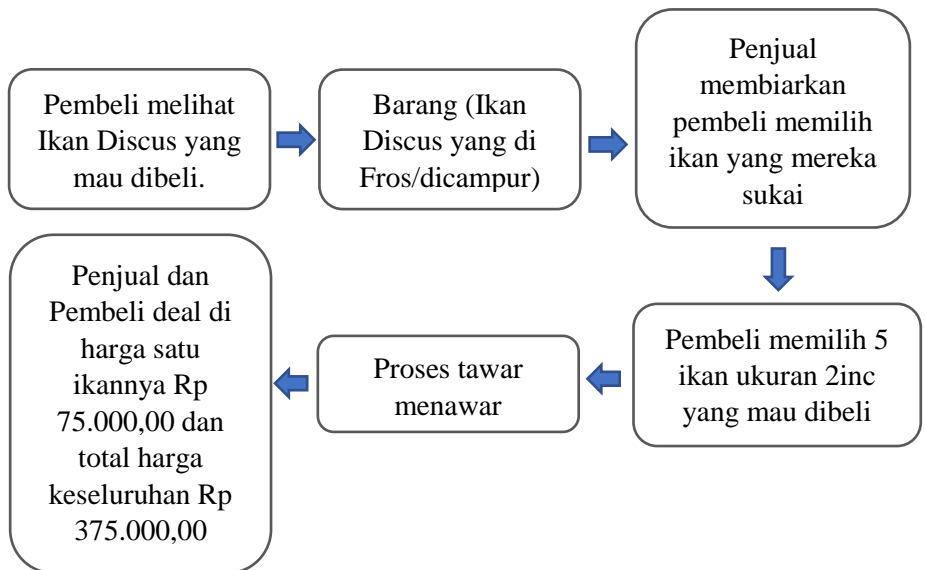 Pembeli melihat
Ikan Discus yang
mau dibeli.
Barang (Ikan
Discus yang di
Fros/dicampur)
Penjual
membiarkan
pembeli memilih
ikan yang mereka
sukai
Pembeli memilih 5
ikan ukuran 2inc
yang mau dibeli
Proses tawar
menawar
Penjual dan
Pembeli deal di
harga satu
ikannya Rp
75.000,00 dan
total harga
keseluruhan Rp
375.000,00